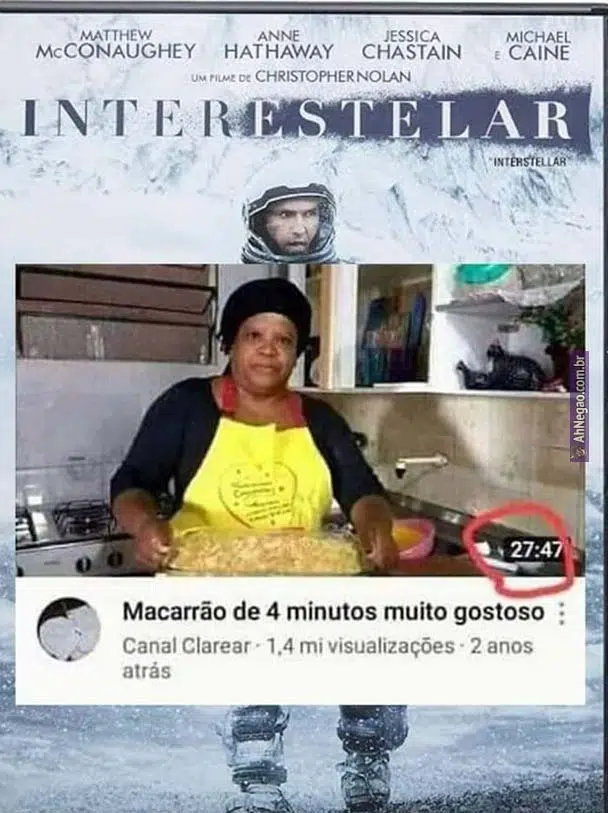 MATTHEW McCONAUGHEY
ANNE HATHAWAY
JESSICA CHASTAIN
E MICHAEL CAINE
UM FILME DE CHRISTOPHER NOLAN
INTERESTELAR
"INTERSTELLAR
AhNegao.com.br
27:47
Macarrão de 4 minutos muito gostoso
Canal Clarear · 1,4 mi visualizações · 2 anos
atrás